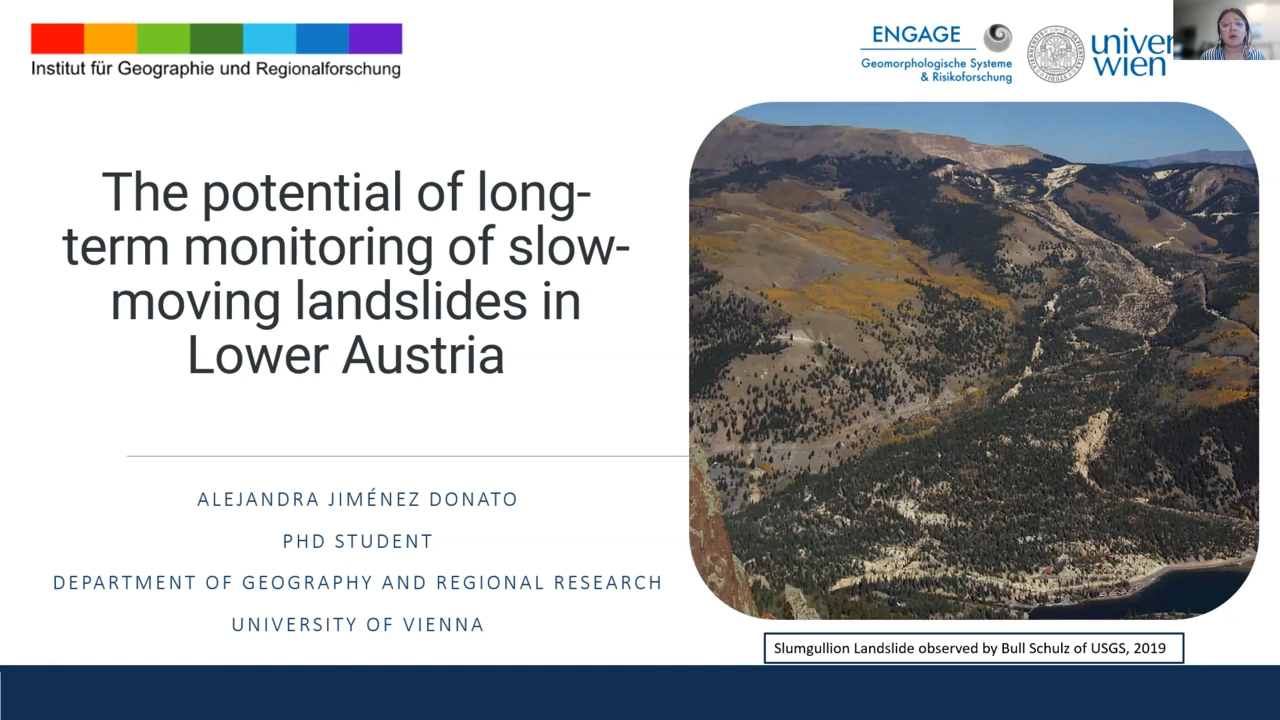 Institut für Geographie und Regionalforschung
ENGAGE
Geomorphologische Systeme
& Risikoforschung
univer
wien
The potential of long-
term monitoring of slow-
moving landslides in
Lower Austria
ALEJANDRA JIMÉNEZ DONATO
PHD STUDENT
DEPARTMENT OF GEOGRAPHY AND REGIONAL RESEARCH
UNIVERSITY OF VIENNA
Slumgullion Landslide observed by Bull Schulz of USGS, 2019